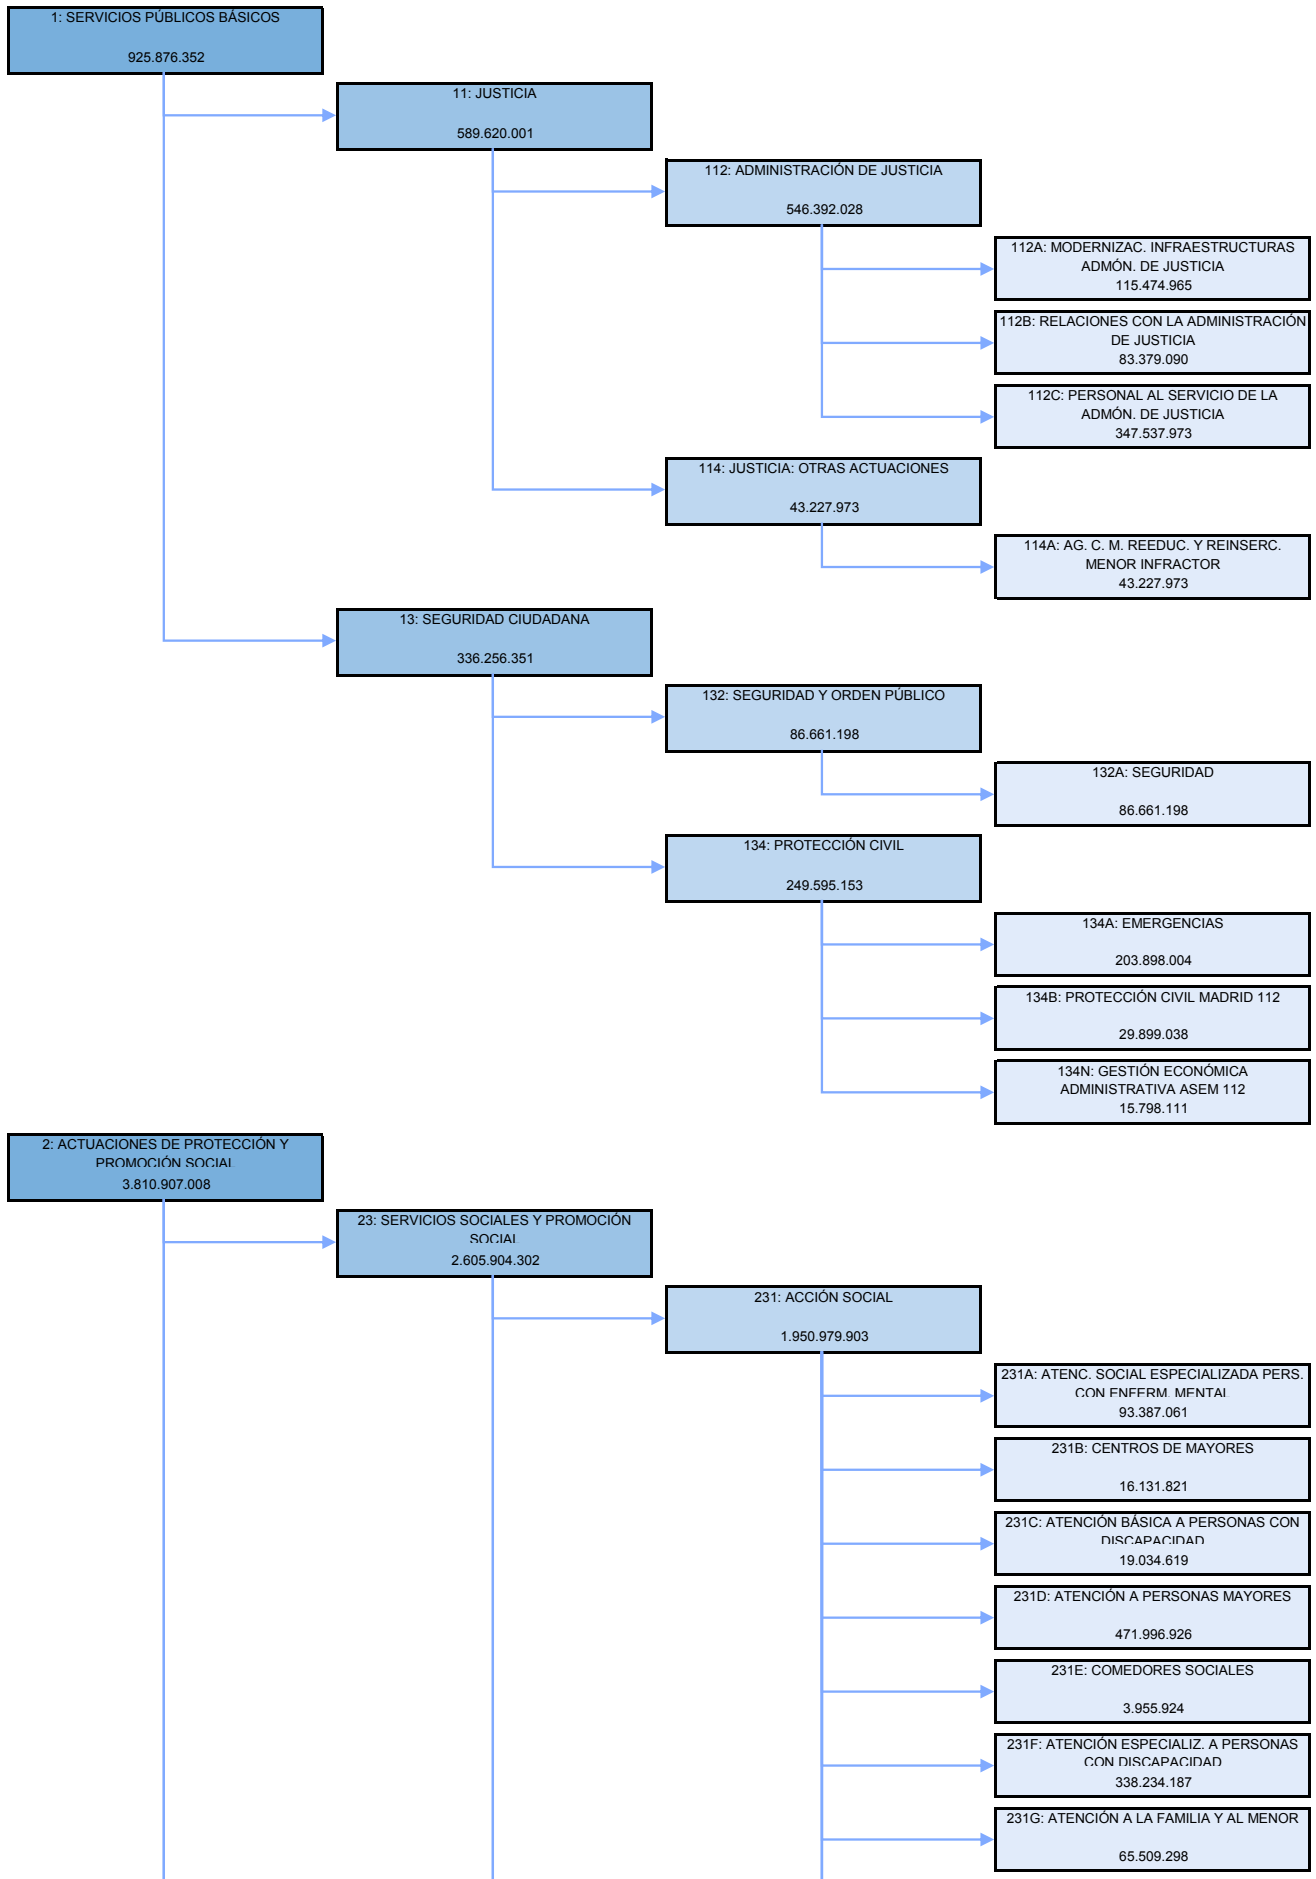 1: SERVICIOS PÚBLICOS BÁSICOS
925.876.352
11: JUSTICIA
589.620.001
112: ADMINISTRACIÓN DE JUSTICIA
546.392.028
112A: MODERNIZAC. INFRAESTRUCTURAS
ADMÓN. DE JUSTICIA
115.474.965
112B: RELACIONES CON LA ADMINISTRACIÓN
DE JUSTICIA
83.379.090
112C: PERSONAL AL SERVICIO DE LA
ADMÓN. DE JUSTICIA
347.537.973
114: JUSTICIA: OTRAS ACTUACIONES
43.227.973
114A: AG. C. M. REEDUC. Y REINSERC.
MENOR INFRACTOR
43.227.973
13: SEGURIDAD CIUDADANA
336.256.351
132: SEGURIDAD Y ORDEN PÚBLICO
86.661.198
132A: SEGURIDAD
86.661.198
134: PROTECCIÓN CIVIL
249.595.153
134A: EMERGENCIAS
203.898.004
134B: PROTECCIÓN CIVIL MADRID 112
29.899.038
134N: GESTIÓN ECONÓMICA
ADMINISTRATIVA ASEM 112
15.798.111
2: ACTUACIONES DE PROTECCIÓN Y
PROMOCIÓN SOCIAL
3.810.907.008
23: SERVICIOS SOCIALES Y PROMOCIÓN
SOCIAL
2.605.904.302
231: ACCIÓN SOCIAL
1.950.979.903
231A: ATENC. SOCIAL ESPECIALIZADA PERS.
CON ENFERM. MENTAL
93.387.061
231B: CENTROS DE MAYORES
16.131.821
231C: ATENCIÓN BÁSICA A PERSONAS CON
DISCAPACIDAD
19.034.619
231D: ATENCIÓN A PERSONAS MAYORES
471.996.926
231E: COMEDORES SOCIALES
3.955.924
231F: ATENCIÓN ESPECIALIZ. A PERSONAS
CON DISCAPACIDAD
338.234.187
231G: ATENCIÓN A LA FAMILIA Y AL MENOR
65.509.298